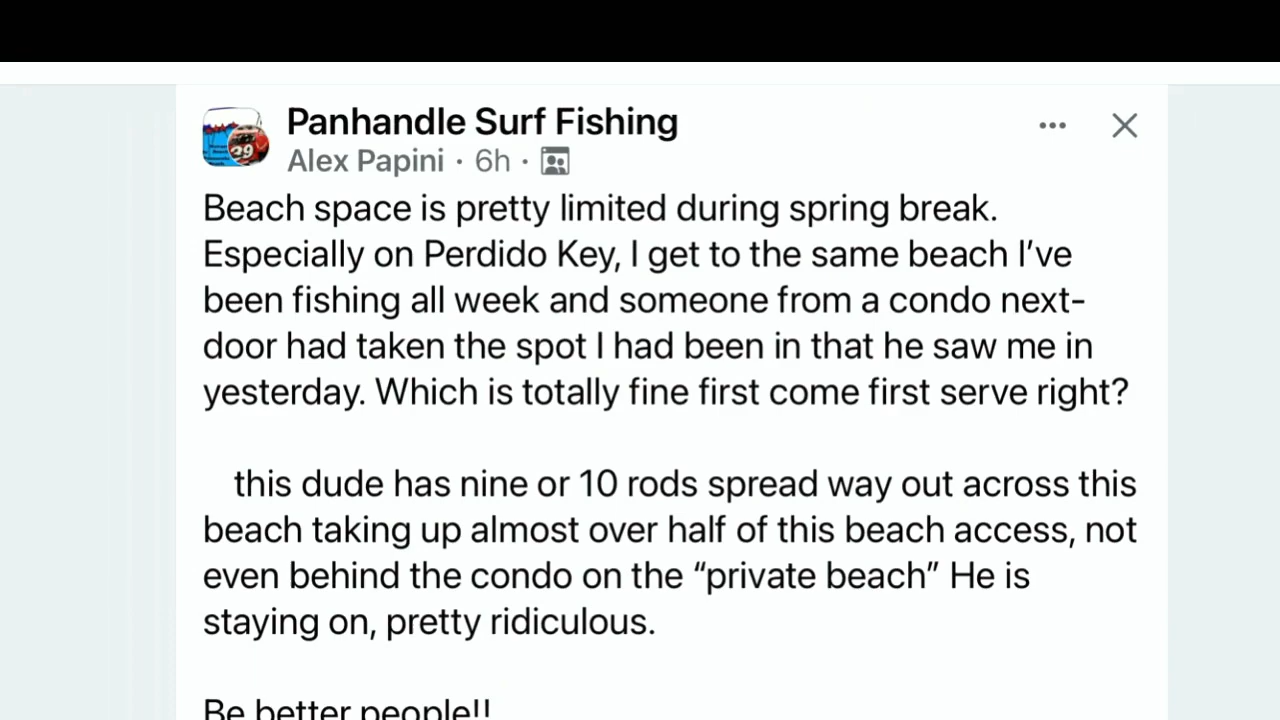 Panhandle Surf Fishing
Alex Papini · 6h ·
Beach space is pretty limited during spring break.
Especially on Perdido Key, I get to the same beach I’ve
been fishing all week and someone from a condo next-
door had taken the spot I had been in that he saw me in
yesterday. Which is totally fine first come first serve right?
this dude has nine or 10 rods spread way out across this
beach taking up almost over half of this beach access, not
even behind the condo on the “private beach” He is
staying on, pretty ridiculous.
Be better people!!
29